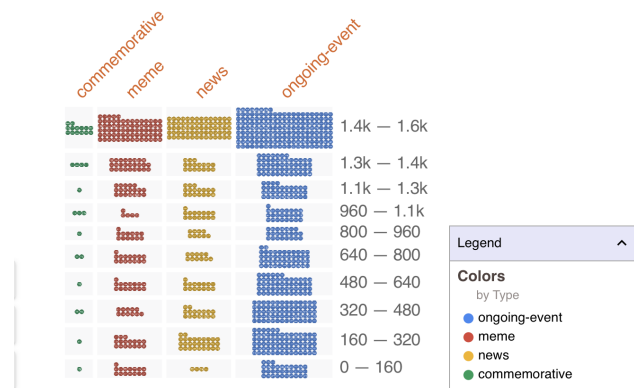 commemorative
meme
news
ongoing-event
1.4k — 1.6k
1.3k — 1.4k
1.1k — 1.3k
960 — 1.1k
800 — 960
640 — 800
480 — 640
320 — 480
160 — 320
0 — 160
Legend
Colors
by Type
ongoing-event
meme
news
commemorative